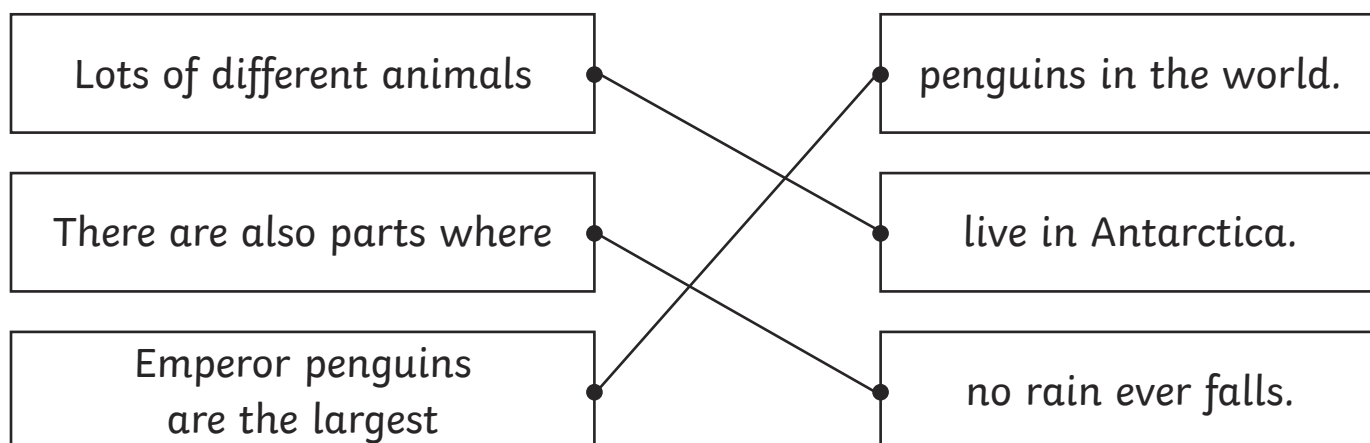 Lots of different animals
penguins in the world.
There are also parts where
live in Antarctica.
Emperor penguins
are the largest
no rain ever falls.